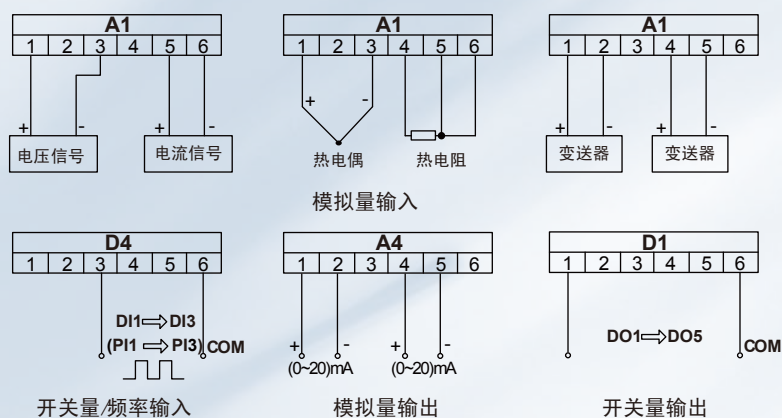 A1
1 2 3 4 5 6
+ - + -
电压信号 电流信号
A1
1 2 3 4 5 6
+ -
热电偶 热电阻
A1
1 2 3 4 5 6
+ - + -
变送器 变送器
模拟量输入
D4
1 2 3 4 5 6
DI1⇨DI3
(PI1⇨PI3) COM
开关量/频率输入
A4
1 2 3 4 5 6
+ - + -
(0~20)mA (0~20)mA
模拟量输出
D1
1 2 3 4 5 6
DO1⇨DO5
COM
开关量输出